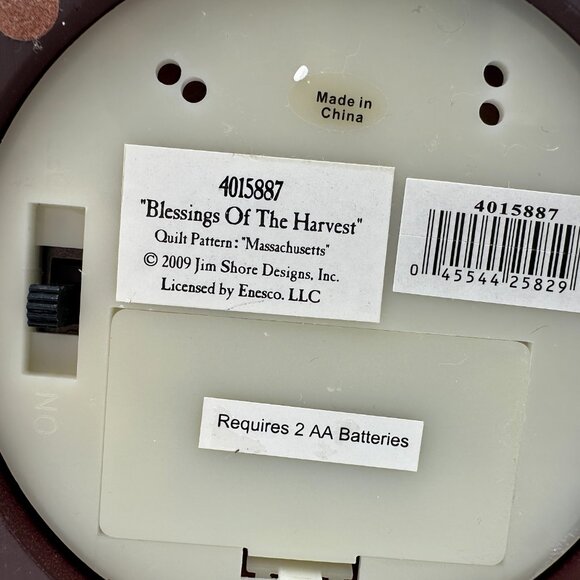 Made in
China
4015887
"Blessings Of The Harvest"
Quilt Pattern: "Massachusetts"
© 2009 Jim Shore Designs, Inc.
Licensed by Enesco. LLC
4015887
0 45544 25829
ON
Requires 2 AA Batteries